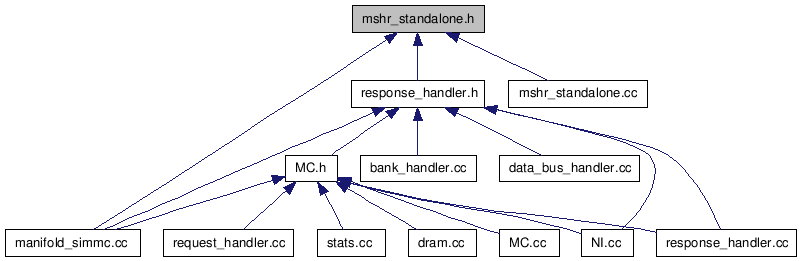 mshr_standalone.h
response_handler.h
mshr_standalone.cc
MC.h
bank_handler.cc
data_bus_handler.cc
manifold_simmc.cc
request_handler.cc
stats.cc
dram.cc
MC.cc
NI.cc
response_handler.cc